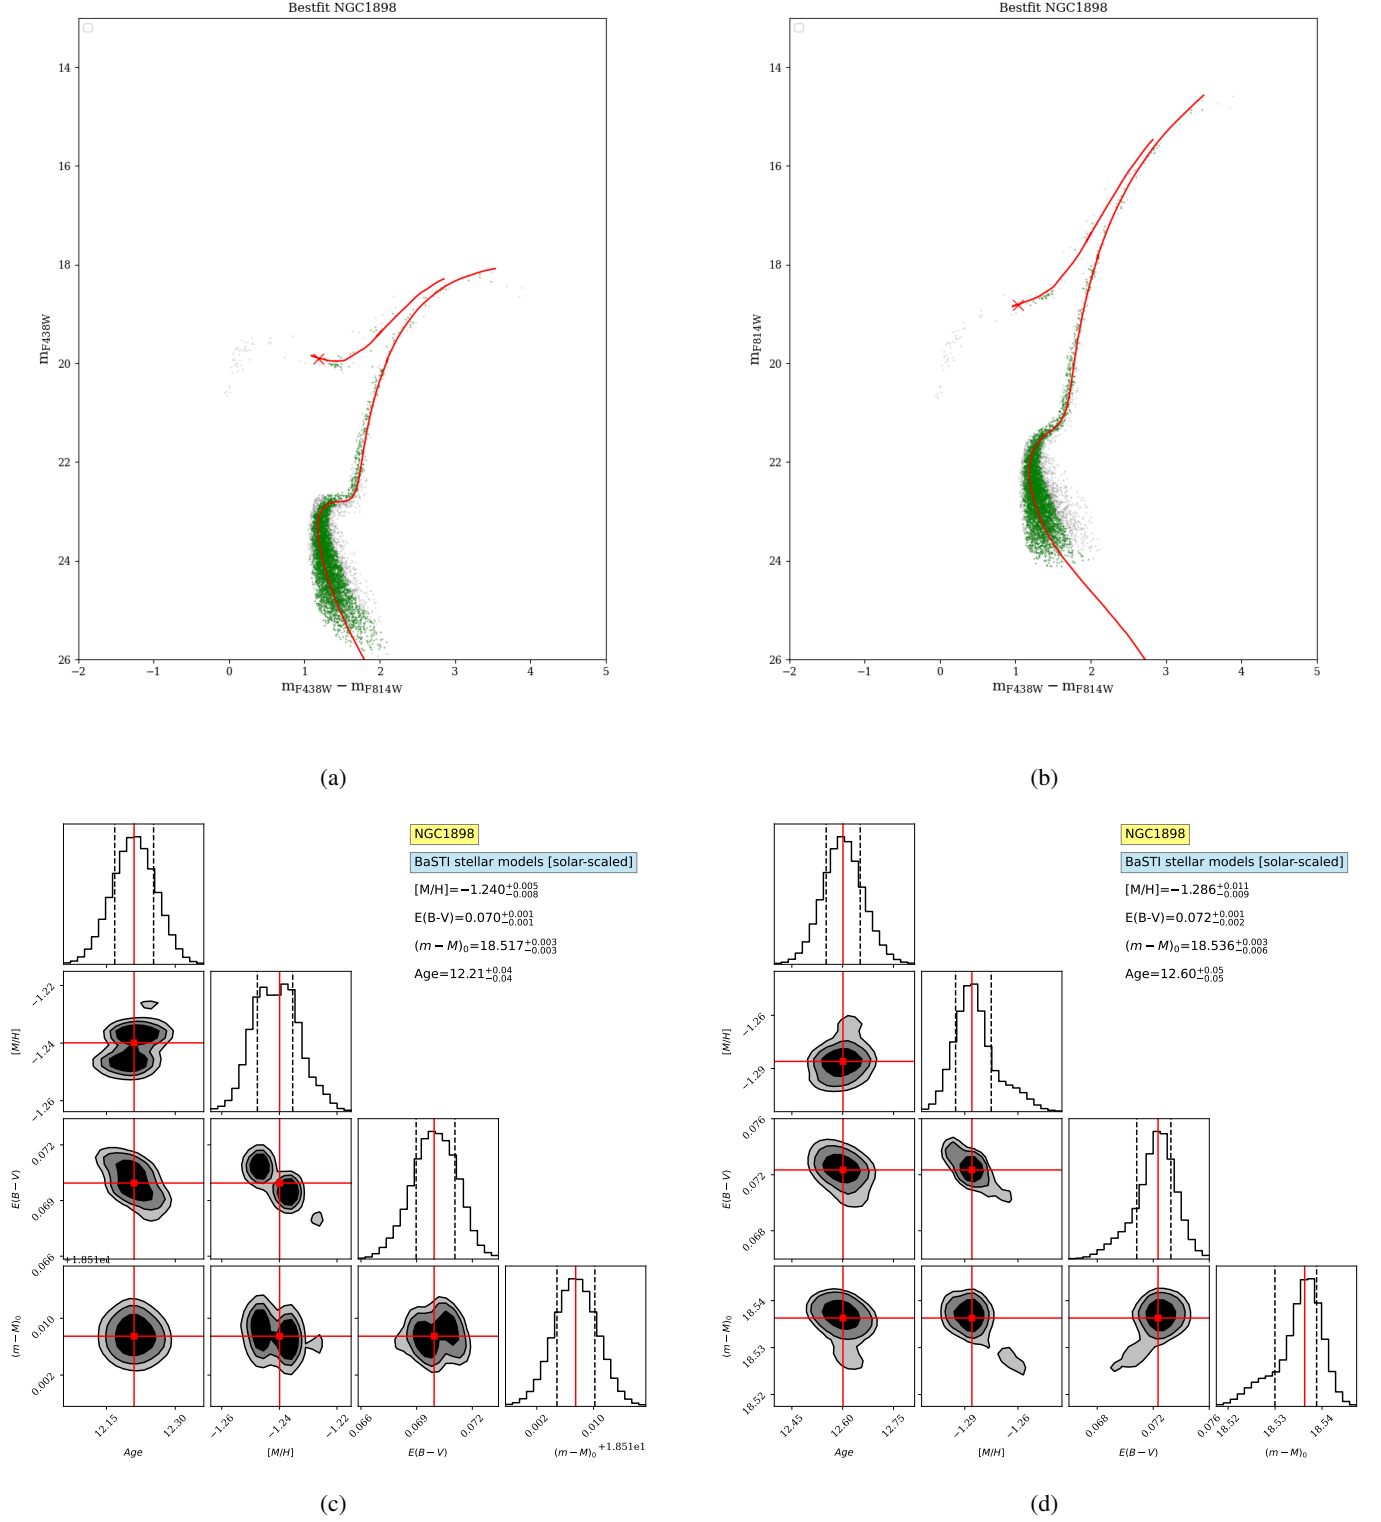 Bestfit NGC1898
14
16
18
20
22
24
26
m_F438W
−2 −1 0 1 2 3 4 5
m_F438W − m_F814W
(a)
Bestfit NGC1898
14
16
18
20
22
24
26
m_F814W
−2 −1 0 1 2 3 4 5
m_F438W − m_F814W
(b)
NGC1898
BaSTI stellar models [solar-scaled]
[M/H]=−1.240^{+0.005}_{−0.008}
E(B-V)=0.070^{+0.001}_{−0.001}
(m − M)₀=18.517^{+0.003}_{−0.003}
Age=12.21^{+0.04}_{−0.04}
−1.22
−1.24
−1.26
[M/H]
0.072
0.069
0.066
E(B − V)
+1.851e1
0.010
0.002
(m − M)₀
12.15 12.30
Age
−1.26 −1.24 −1.22
[M/H]
0.066 0.069 0.072
E(B − V)
0.002 0.010
(m − M)₀ +1.851e1
(c)
NGC1898
BaSTI stellar models [solar-scaled]
[M/H]=−1.286^{+0.011}_{−0.009}
E(B-V)=0.072^{+0.001}_{−0.002}
(m − M)₀=18.536^{+0.003}_{−0.006}
Age=12.60^{+0.05}_{−0.05}
−1.26
−1.29
[M/H]
0.076
0.072
0.068
E(B − V)
18.54
18.53
18.52
(m − M)₀
12.45 12.60 12.75
Age
−1.29 −1.26
[M/H]
0.068 0.072 0.076
E(B − V)
18.52 18.53 18.54
(m − M)₀
(d)